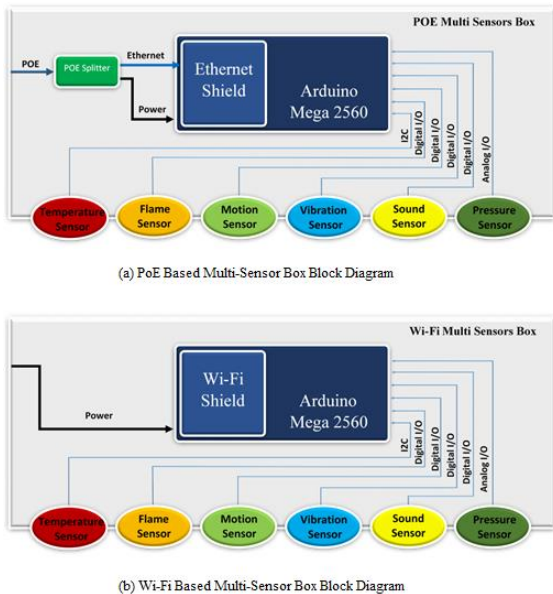 POE Multi Sensors Box
POE
POE Splitter
Ethernet
Power
Ethernet
Shield
Arduino
Mega 2560
I2C
Digital I/O
Digital I/O
Digital I/O
Digital I/O
Analog I/O
Temperature
Sensor
Flame
Sensor
Motion
Sensor
Vibration
Sensor
Sound
Sensor
Pressure
Sensor
(a) PoE Based Multi-Sensor Box Block Diagram
Wi-Fi Multi Sensors Box
Power
Wi-Fi
Shield
Arduino
Mega 2560
I2C
Digital I/O
Digital I/O
Digital I/O
Digital I/O
Analog I/O
Temperature
Sensor
Flame
Sensor
Motion
Sensor
Vibration
Sensor
Sound
Sensor
Pressure
Sensor
(b) Wi-Fi Based Multi-Sensor Box Block Diagram